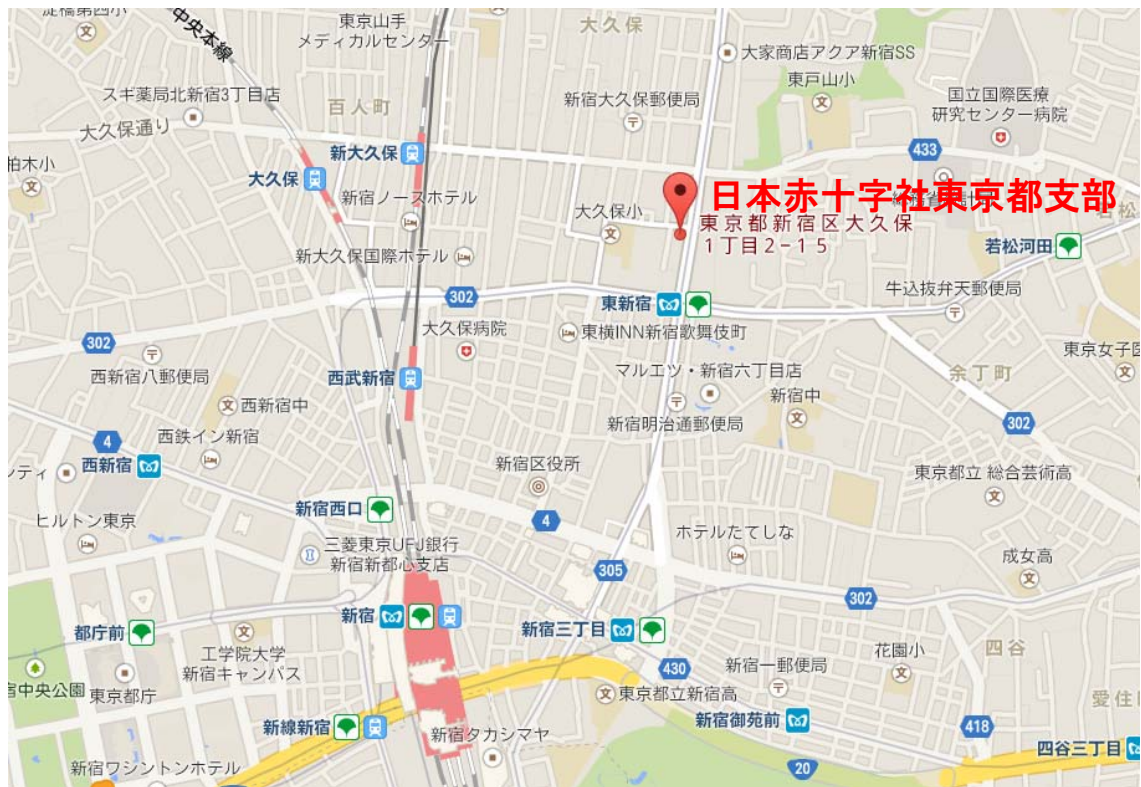 中央本線
東京山手
メディカルセンター
大久保
大家商店アクア新宿SS
東戸山小
スギ薬局北新宿3丁目店
百人町
新宿大久保郵便局
国立国際医療
研究センター病院
大久保通り
新大久保
433
柏木小
大久保
新宿ノースホテル
大久保小
日本赤十字社東京都支部
東京都新宿区大久保
1丁目2-15
若松河田
新大久保国際ホテル
302
東新宿
牛込抜弁天郵便局
302
大久保病院
東横INN新宿歌舞伎町
東京女子医
西新宿八郵便局
西武新宿
マルエツ・新宿六丁目店
余丁町
西新宿中
新宿中
新宿明治通郵便局
302
4
西鉄イン新宿
西新宿
新宿区役所
東京都立 総合芸術高
ンティ
新宿西口
4
ホテルたてしな
ヒルトン東京
三菱東京UFJ銀行
新宿新都心支店
成女高
305
302
新宿
新宿三丁目
都庁前
工学院大学
新宿キャンパス
430
新宿一郵便局
花園小
四谷
宿中央公園
東京都庁
東京都立新宿高
愛住
新宿御苑前
新線新宿
新宿タカシマヤ
418
四谷三丁目
新宿ワシントンホテル
20